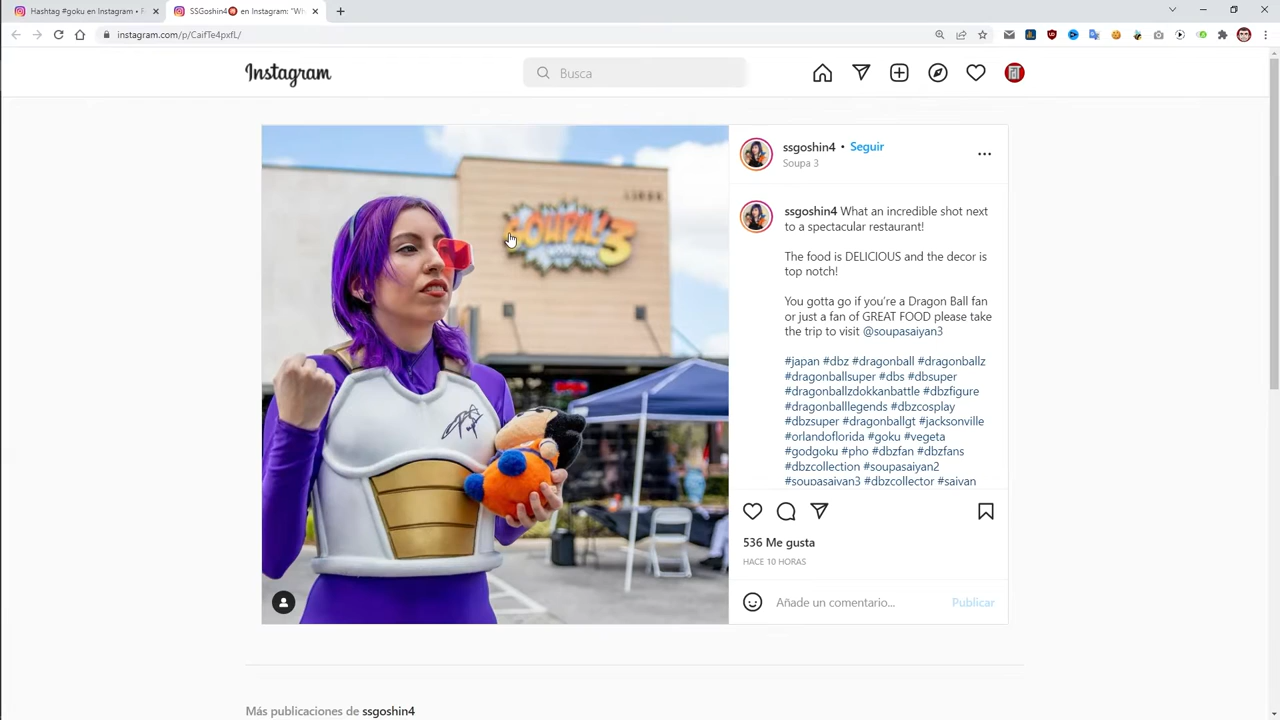 Hashtag #goku en Instagram •
SSGoshin4 en Instagram: "Wh
instagram.com/p/CaifTe4pxfL/
Instagram
Busca
SOUPA!3
ssgoshin4 • Seguir
Soupa 3
ssgoshin4 What an incredible shot next
to a spectacular restaurant!
The food is DELICIOUS and the decor is
top notch!
You gotta go if you're a Dragon Ball fan
or just a fan of GREAT FOOD please take
the trip to visit @soupasaiyan3
#japan #dbz #dragonball #dragonballz
#dragonballsuper #dbs #dbsuper
#dragonballzdokkanbattle #dbzfigure
#dragonballlegends #dbzcosplay
#dbzsuper #dragonballgt #jacksonville
#orlandoflorida #goku #vegeta
#godgoku #pho #dbzfan #dbzfans
#dbzcollection #soupasaiyan2
#soupasaiyan3 #dbzcollector #saiyan
536 Me gusta
HACE 10 HORAS
Añade un comentario...
Publicar
Más publicaciones de ssgoshin4